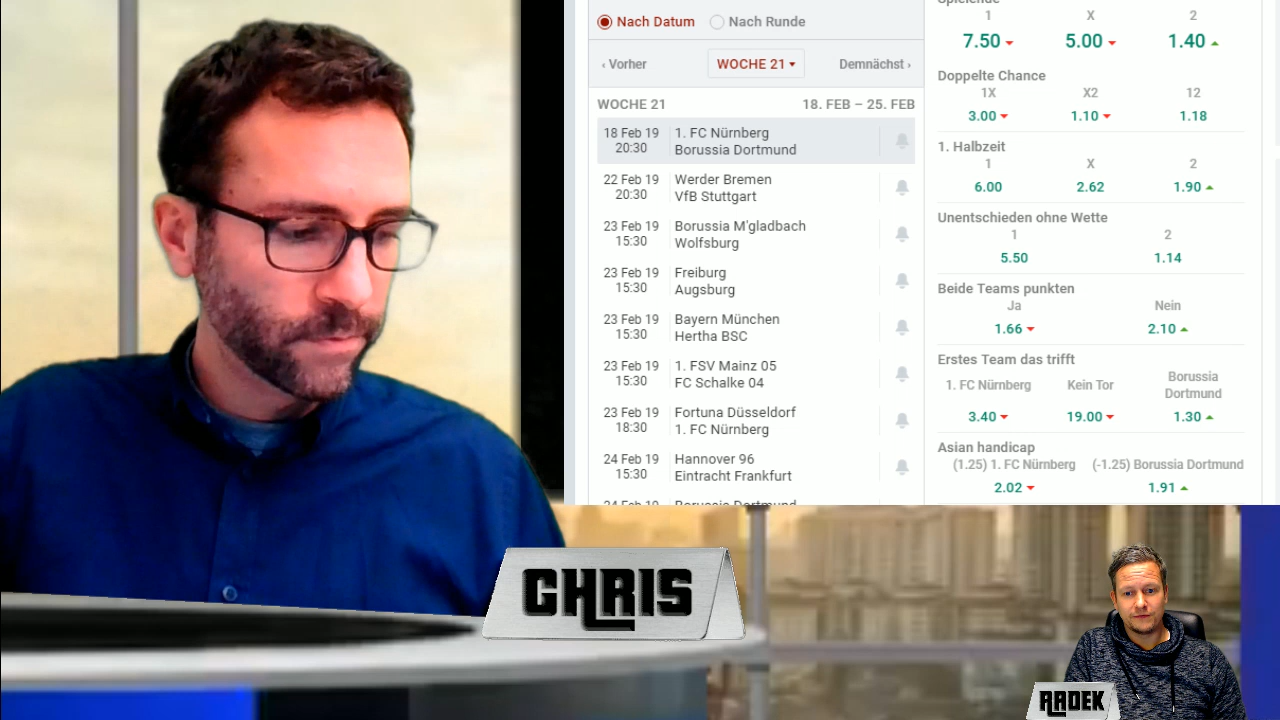 Nach Datum
Nach Runde
‹ Vorher
WOCHE 21
Demnächst ›
WOCHE 21
18. FEB – 25. FEB
18 Feb 19
20:30
1. FC Nürnberg
Borussia Dortmund
22 Feb 19
20:30
Werder Bremen
VfB Stuttgart
23 Feb 19
15:30
Borussia M'gladbach
Wolfsburg
23 Feb 19
15:30
Freiburg
Augsburg
23 Feb 19
15:30
Bayern München
Hertha BSC
23 Feb 19
15:30
1. FSV Mainz 05
FC Schalke 04
23 Feb 19
18:30
Fortuna Düsseldorf
1. FC Nürnberg
24 Feb 19
15:30
Hannover 96
Eintracht Frankfurt
24 Feb 19
Borussia Dortmund
Spielende
1 X 2
7.50 5.00 1.40
Doppelte Chance
1X X2 12
3.00 1.10 1.18
1. Halbzeit
1 X 2
6.00 2.62 1.90
Unentschieden ohne Wette
1 2
5.50 1.14
Beide Teams punkten
Ja Nein
1.66 2.10
Erstes Team das trifft
1. FC Nürnberg Kein Tor Borussia
Dortmund
3.40 19.00 1.30
Asian handicap
(1.25) 1. FC Nürnberg (-1.25) Borussia Dortmund
2.02 1.91
CHRIS
RADEK